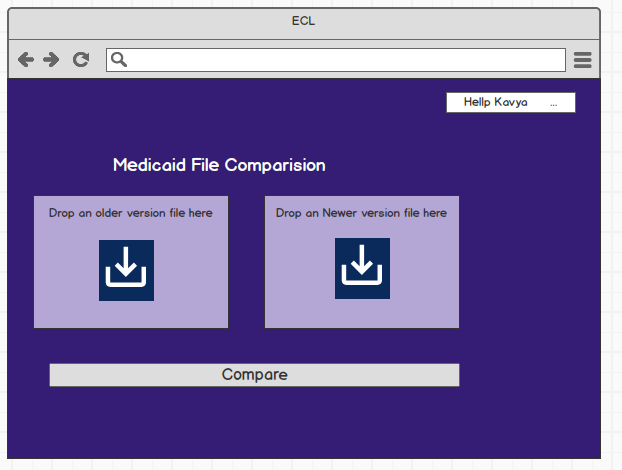 ECL
Hellp Kavya ...
Medicaid File Comparision
Drop an older version file here
Drop an Newer version file here
Compare